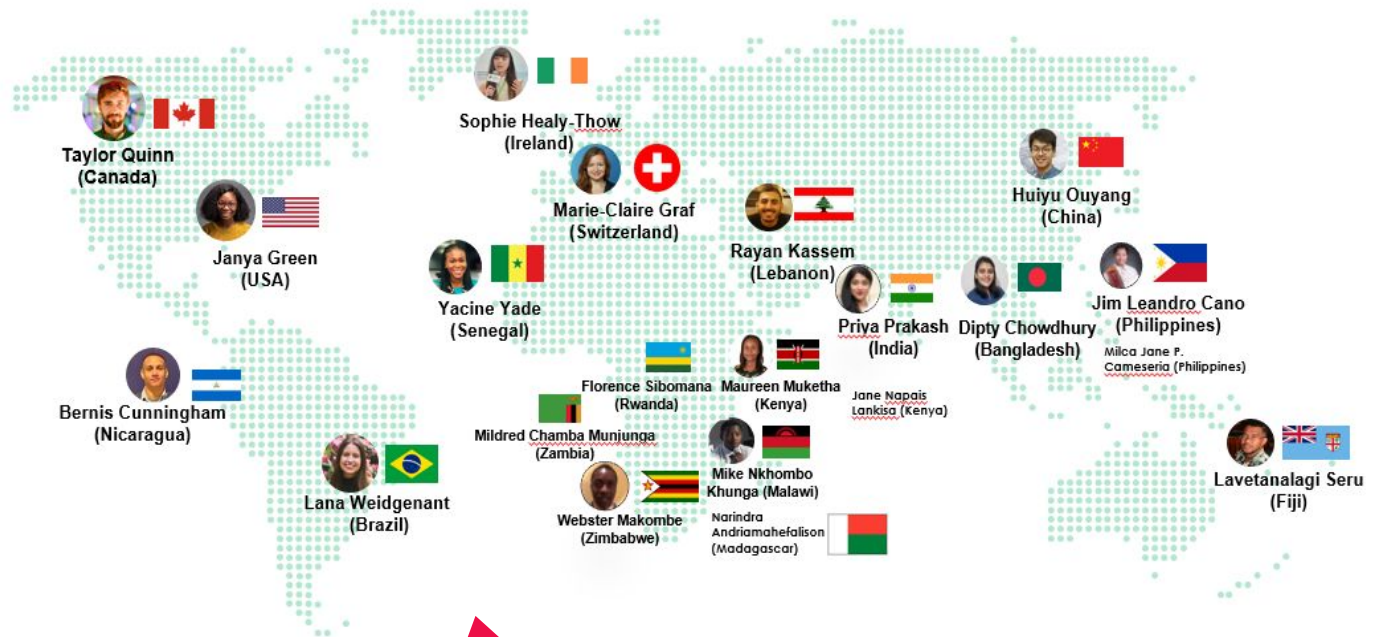 Sophie Healy-Thow
(Ireland)
Taylor Quinn
(Canada)
Marie-Claire Graf
(Switzerland)
Huiyu Ouyang
(China)
Janya Green
(USA)
Rayan Kassem
(Lebanon)
Yacine Yade
(Senegal)
Priya Prakash
(India)
Dipty Chowdhury
(Bangladesh)
Jim Leandro Cano
(Philippines)
Milca Jane P.
Cameseria (Philippines)
Florence Sibomana
(Rwanda)
Maureen Muketha
(Kenya)
Jane Napais
Lankisa (Kenya)
Bernis Cunningham
(Nicaragua)
Mildred Chamba Munjunga
(Zambia)
Mike Nkhombo
Khunga (Malawi)
Lavetanalagi Seru
(Fiji)
Lana Weidgenant
(Brazil)
Webster Makombe
(Zimbabwe)
Narindra
Andriamahefalison
(Madagascar)